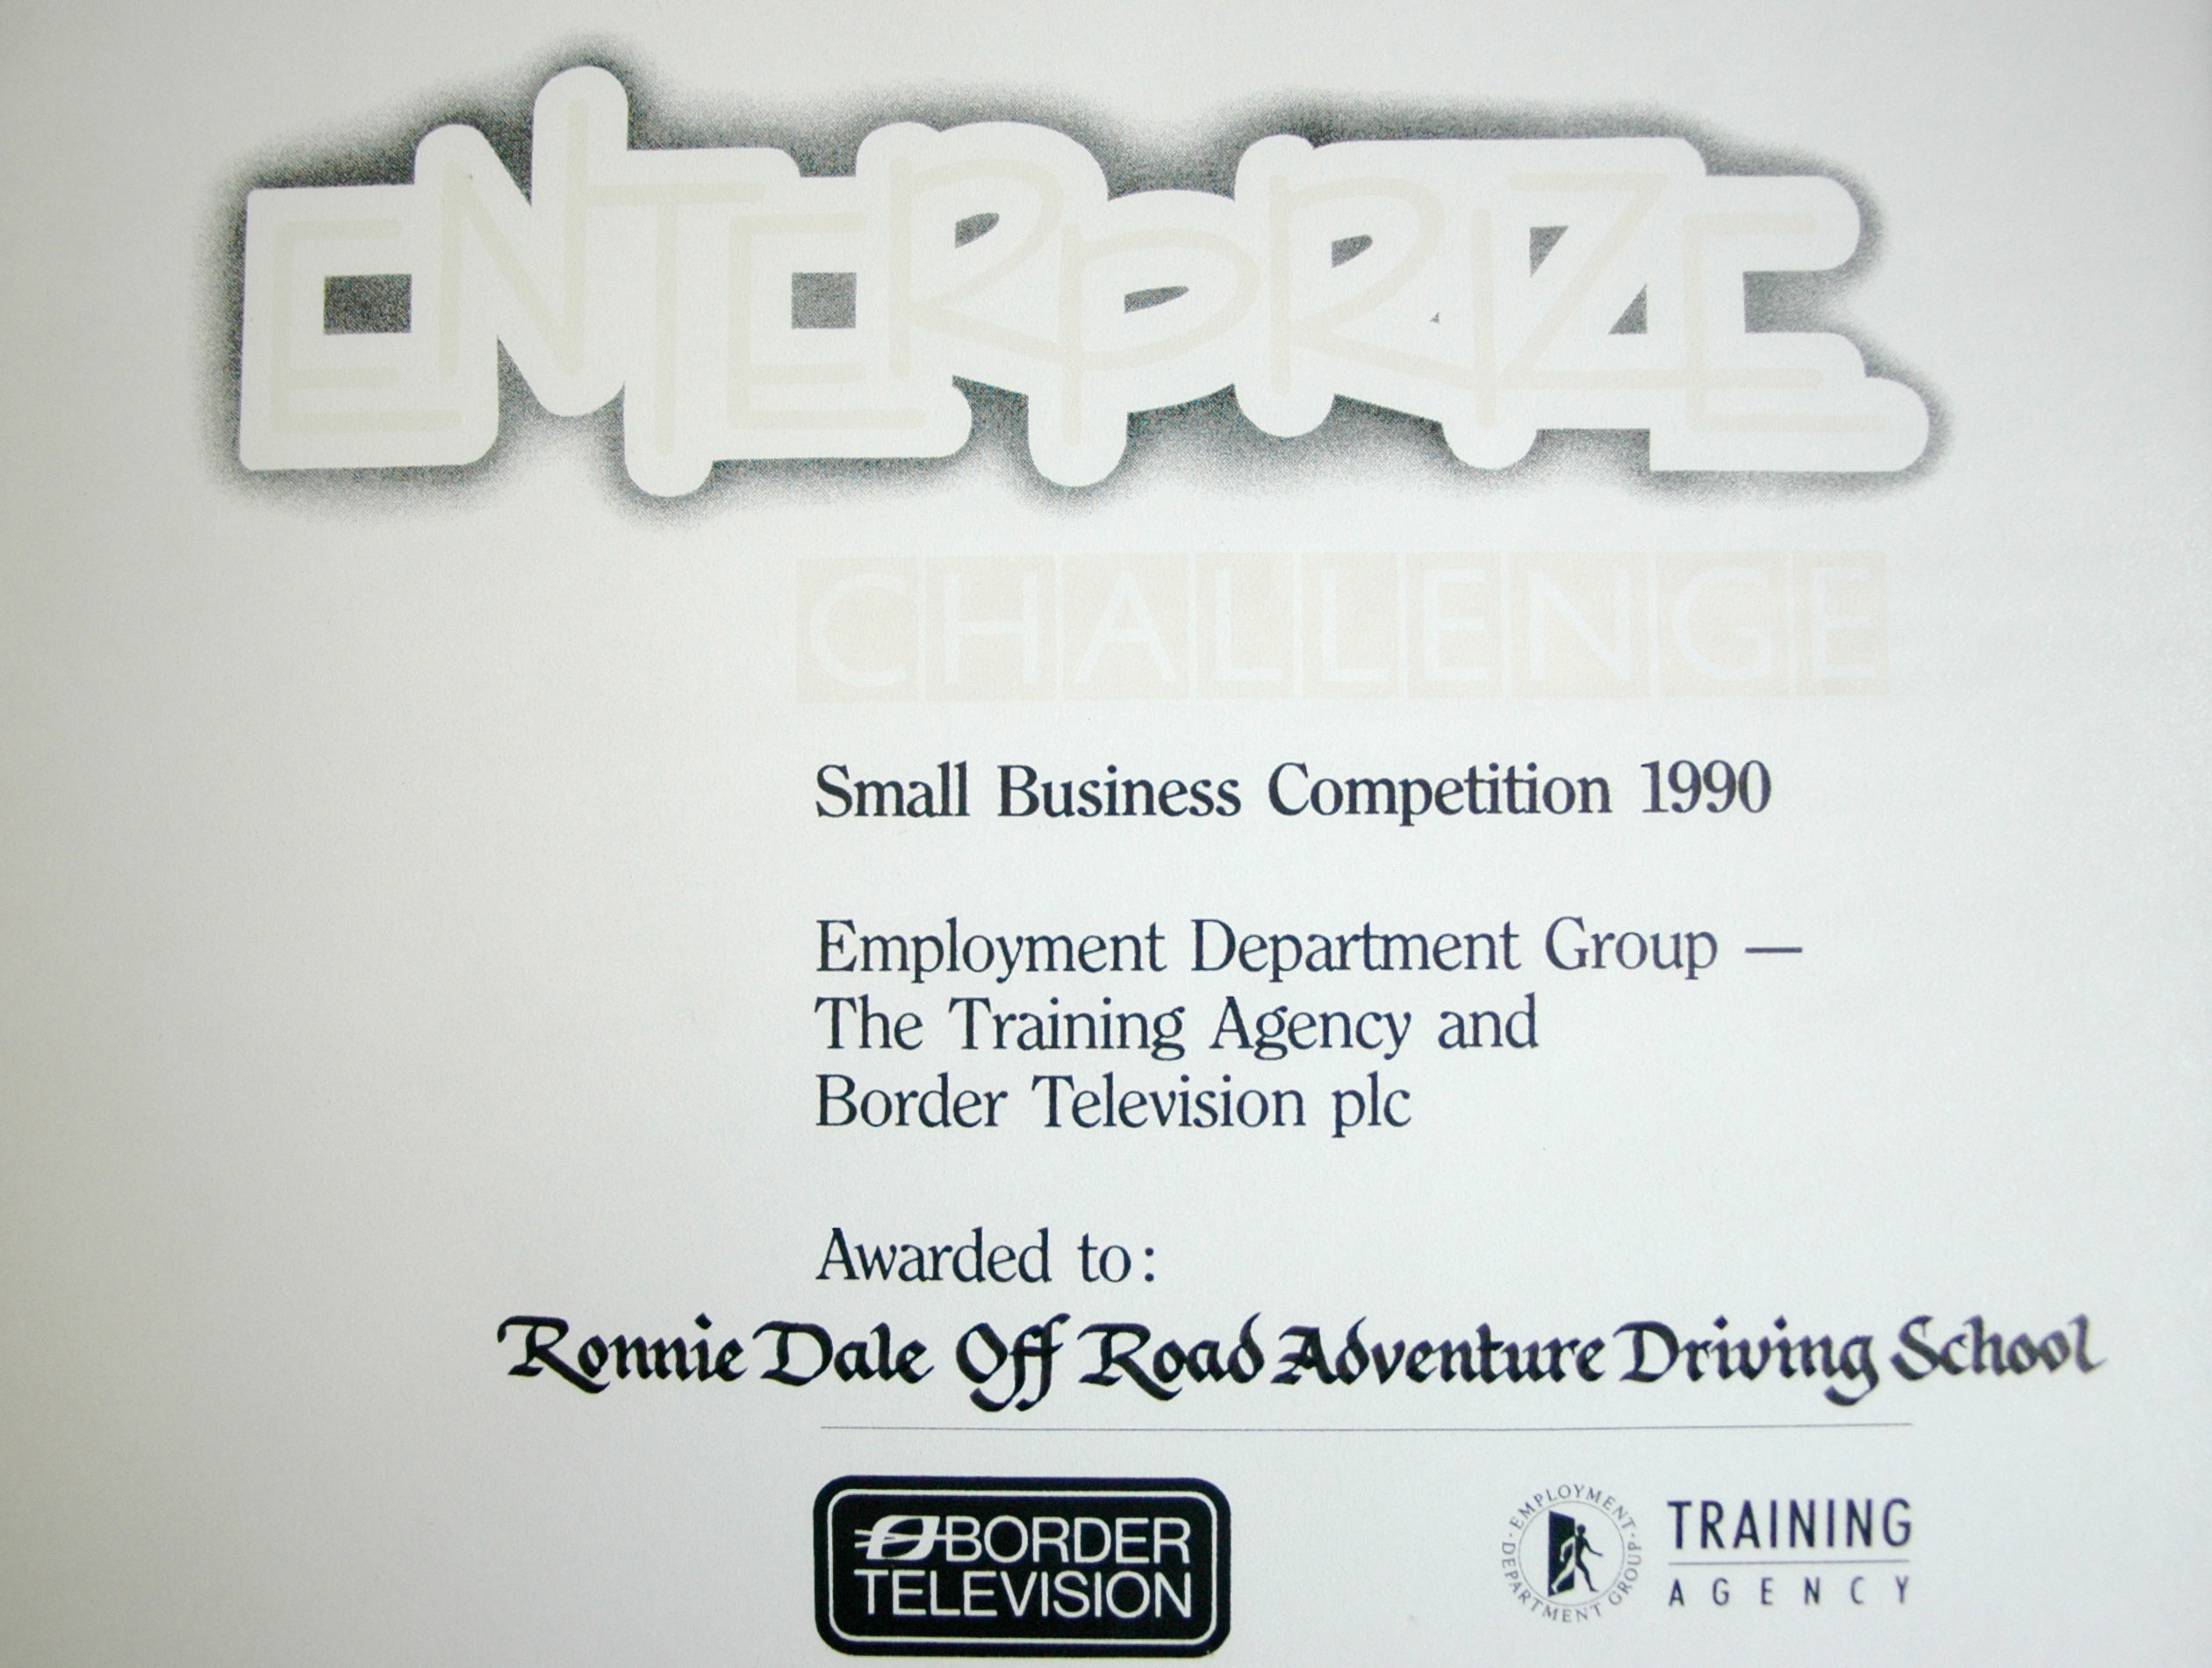 ENTERPRIZE
CHALLENGE
Small Business Competition 1990
Employment Department Group —
The Training Agency and
Border Television plc
Awarded to:
Ronnie Dale Off Road Adventure Driving School
BORDER
TELEVISION
· EMPLOYMENT · DEPARTMENT GROUP
TRAINING
AGENCY